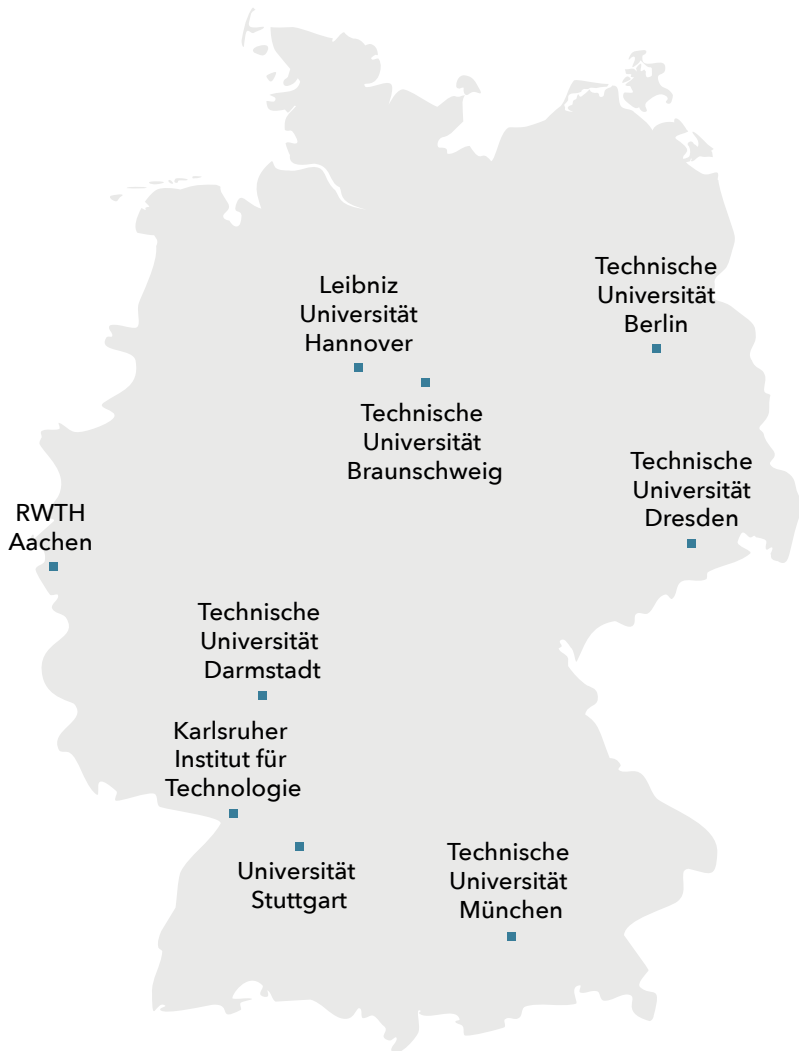 Technische
Universität
Berlin
Leibniz
Universität
Hannover
Technische
Universität
Braunschweig
Technische
Universität
Dresden
RWTH
Aachen
Technische
Universität
Darmstadt
Karlsruher
Institut für
Technologie
Universität
Stuttgart
Technische
Universität
München